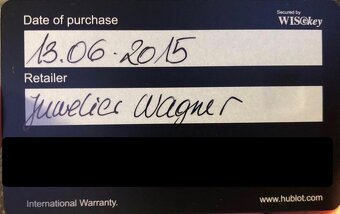 Date of purchase
Secured by
WISekey
13.06.2015
Retailer
Juwelier Wagner
International Warranty.
www.hublot.com